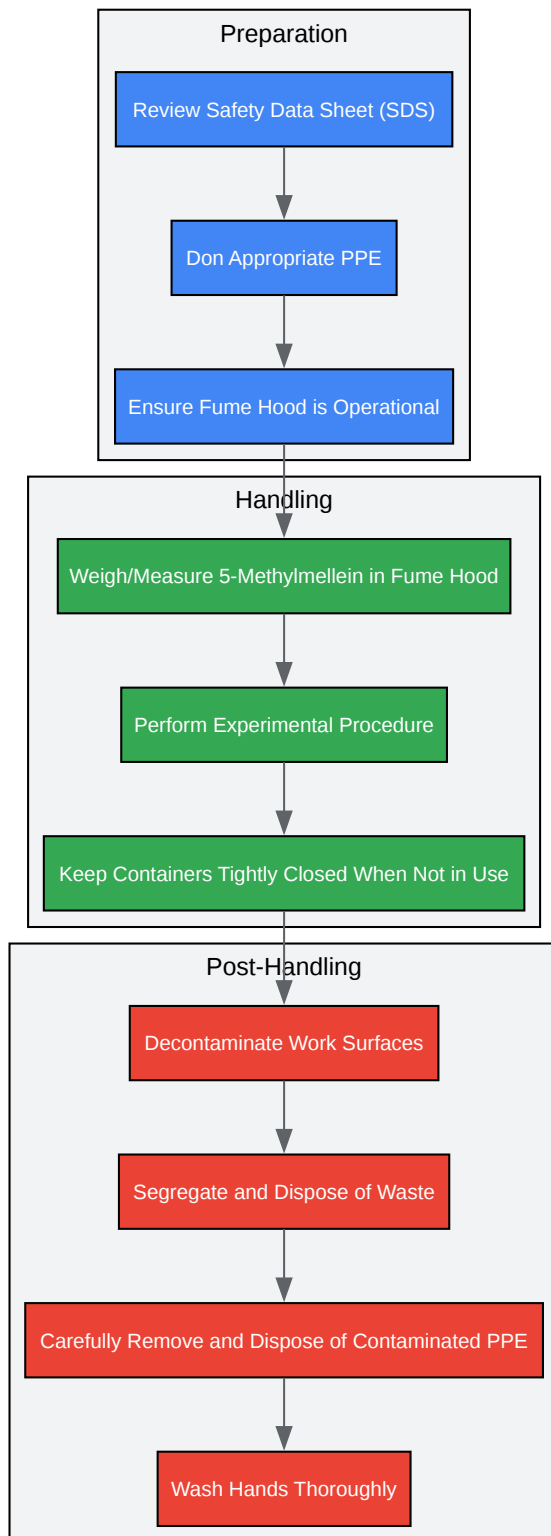 Preparation
Review Safety Data Sheet (SDS)
Don Appropriate PPE
Ensure Fume Hood is Operational
Handling
Weigh/Measure 5-Methylmellein in Fume Hood
Perform Experimental Procedure
Keep Containers Tightly Closed When Not in Use
Post-Handling
Decontaminate Work Surfaces
Segregate and Dispose of Waste
Carefully Remove and Dispose of Contaminated PPE
Wash Hands Thoroughly